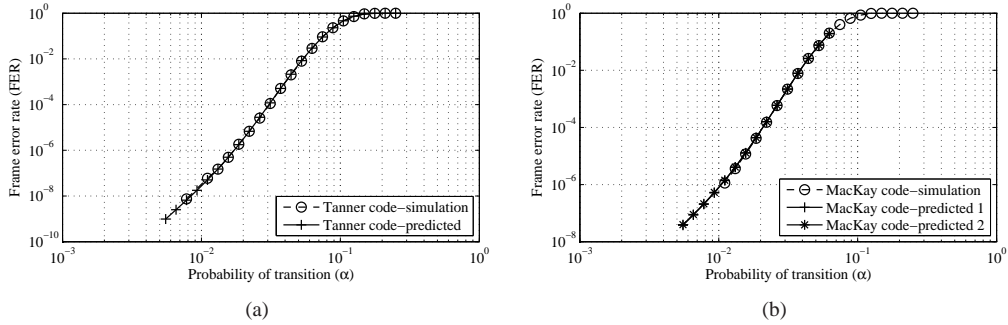 10^0
10^−2
10^−4
10^−6
10^−8
10^−10
Frame error rate (FER)
Tanner code−simulation
Tanner code−predicted
10^−3
10^−2
10^−1
10^0
Probability of transition (α)
(a)
10^0
10^−2
10^−4
10^−6
10^−8
Frame error rate (FER)
MacKay code−simulation
MacKay code−predicted 1
MacKay code−predicted 2
10^−3
10^−2
10^−1
10^0
Probability of transition (α)
(b)